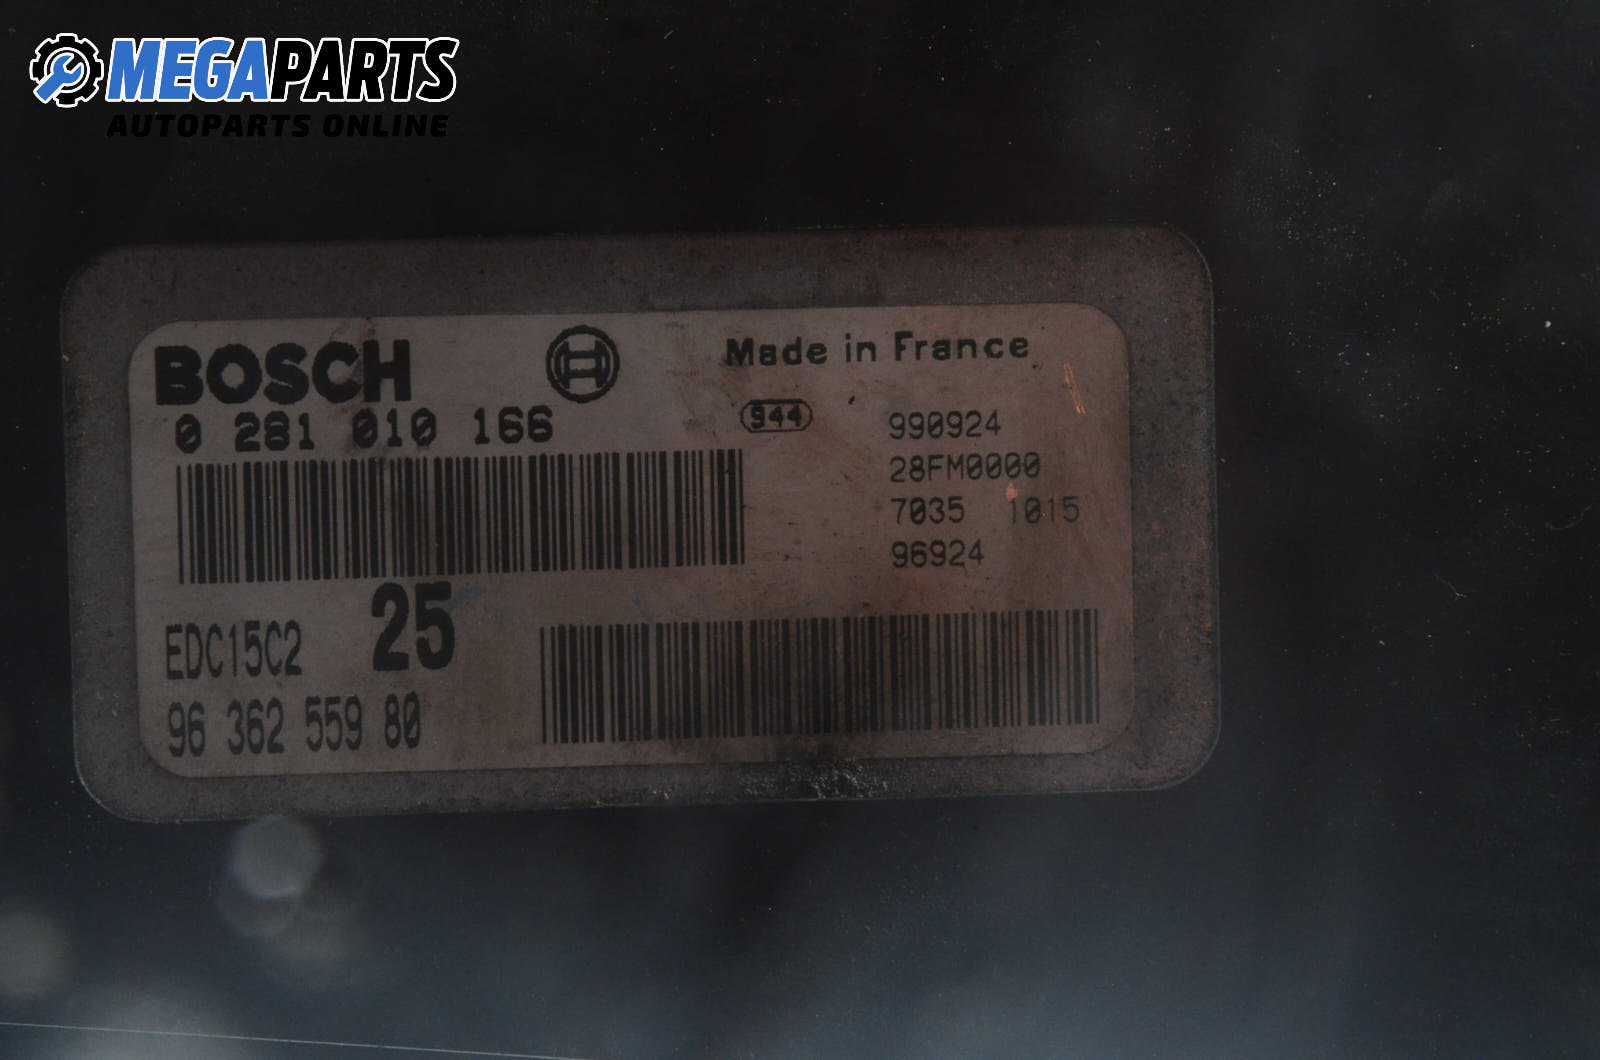 MEGAPARTS
AUTOPARTS ONLINE
BOSCH
Made in France
0 281 010 166
944
990924
28FM0000
7035 1015
96924
EDC15C2 25
96 362 559 80